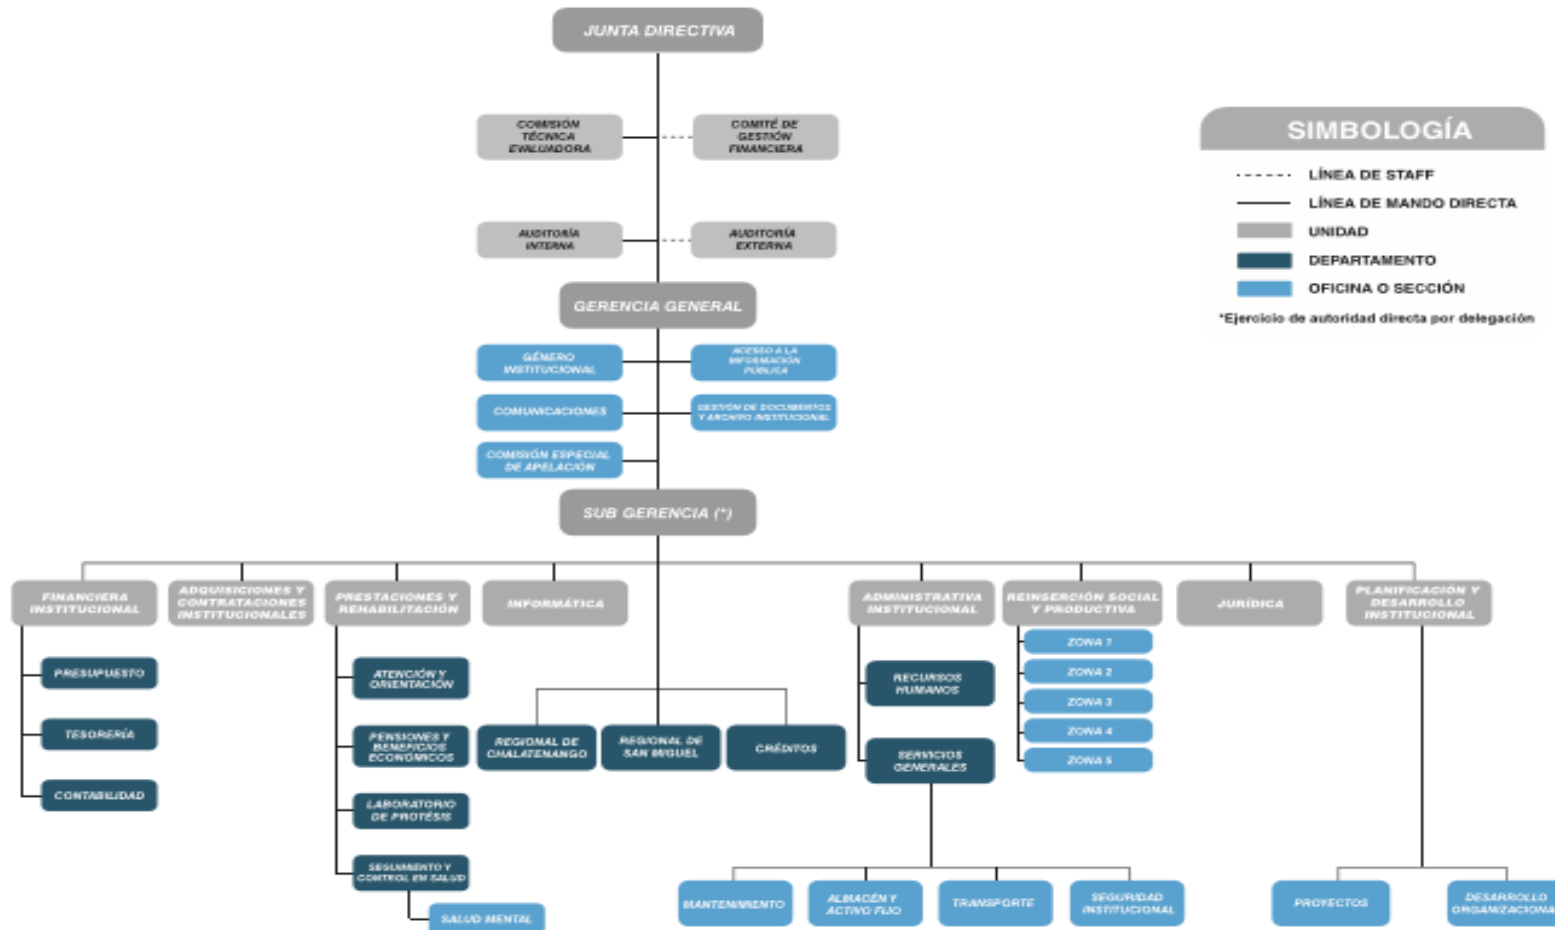 JUNTA DIRECTIVA
COMISIÓN
TÉCNICA
EVALUADORA
COMITÉ DE
GESTIÓN
FINANCIERA
SIMBOLOGÍA
LÍNEA DE STAFF
LÍNEA DE MANDO DIRECTA
UNIDAD
DEPARTAMENTO
OFICINA O SECCIÓN
*Ejercicio de autoridad directa por delegación
AUDITORÍA
INTERNA
AUDITORÍA
EXTERNA
GERENCIA GENERAL
GÉNERO
INSTITUCIONAL
ACESO A LA
INFORMACIÓN
PÚBLICA
COMUNICACIONES
GESTIÓN DE DOCUMENTOS
Y ARCHIVO INSTITUCIONAL
COMISIÓN ESPECIAL
DE APELACIÓN
SUB GERENCIA (*)
FINANCIERA
INSTITUCIONAL
ADQUISICIONES Y
CONTRATACIONES
INSTITUCIONALES
PRESTACIONES Y
REHABILITACIÓN
INFORMÁTICA
ADMINISTRATIVA
INSTITUCIONAL
REINSERCIÓN SOCIAL
Y PRODUCTIVA
JURÍDICA
PLANIFICACIÓN Y
DESARROLLO
INSTITUCIONAL
PRESUPUESTO
TESORERÍA
CONTABILIDAD
ATENCIÓN Y
ORIENTACIÓN
PENSIONES Y
BENEFICIOS
ECONÓMICOS
LABORATORIO
DE PROTÉSIS
SEGUIMIENTO Y
CONTROL EN SALUD
SALUD MENTAL
REGIONAL DE
CHALATENANGO
REGIONAL DE
SAN MIGUEL
CRÉDITOS
RECURSOS
HUMANOS
SERVICIOS
GENERALES
ZONA 1
ZONA 2
ZONA 3
ZONA 4
ZONA 5
MANTENIMIENTO
ALMACÉN Y
ACTIVO FIJO
TRANSPORTE
SEGURIDAD
INSTITUCIONAL
PROYECTOS
DESARROLLO
ORGANIZACIONA